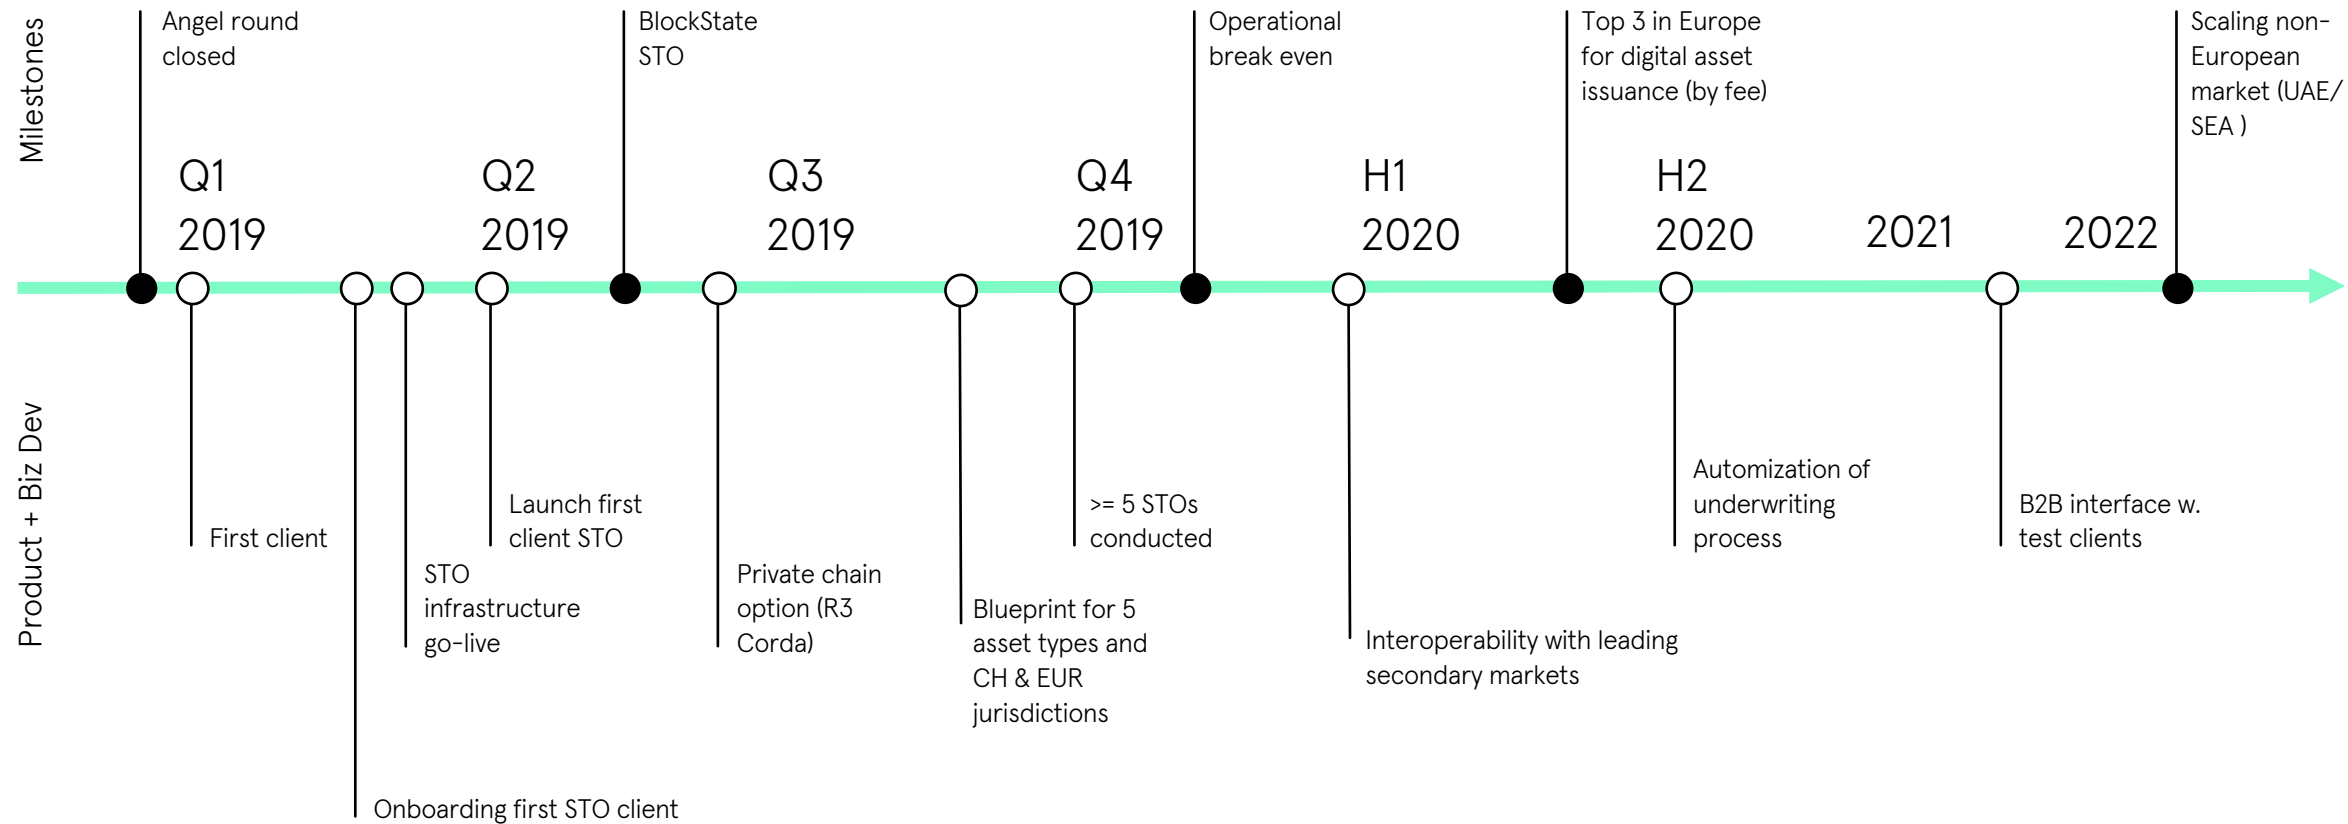 Milestones
Angel round
closed
BlockState
STO
Operational
break even
Top 3 in Europe
for digital asset
issuance (by fee)
Scaling non-
European
market (UAE/
SEA )
Q1
2019
Q2
2019
Q3
2019
Q4
2019
H1
2020
H2
2020
2021
2022
Product + Biz Dev
First client
Onboarding first STO client
STO
infrastructure
go-live
Launch first
client STO
Private chain
option (R3
Corda)
Blueprint for 5
asset types and
CH & EUR
jurisdictions
>= 5 STOs
conducted
Interoperability with leading
secondary markets
Automization of
underwriting
process
B2B interface w.
test clients